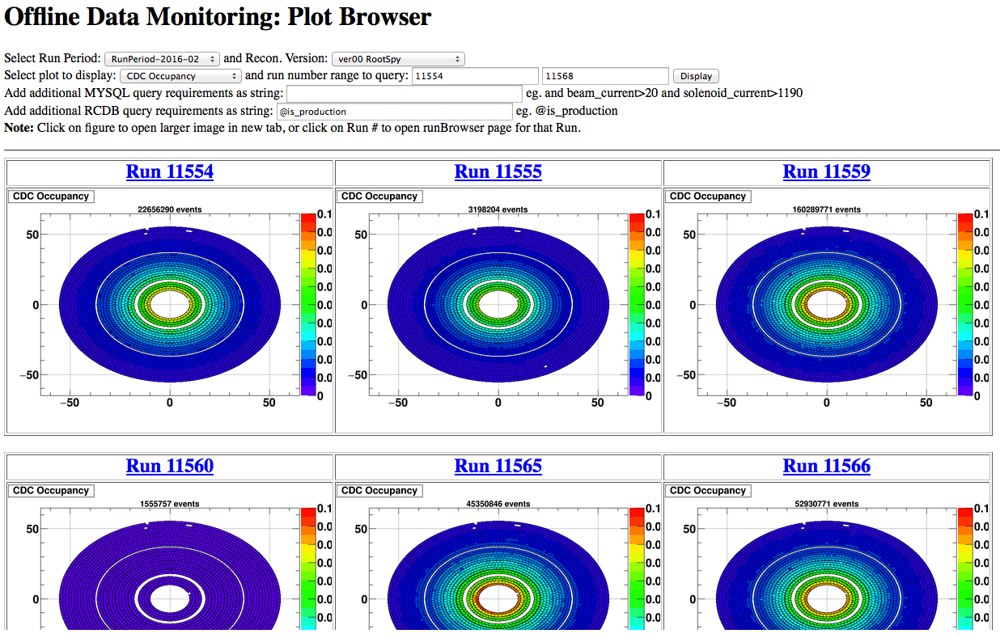 Offline Data Monitoring: Plot Browser
Select Run Period: RunPeriod-2016-02 and Recon. Version: ver00 RootSpy
Select plot to display: CDC Occupancy and run number range to query: 11554 11568 Display
Add additional MYSQL query requirements as string: eg. and beam_current>20 and solenoid_current>1190
Add additional RCDB query requirements as string: @is_production eg. @is_production
Note: Click on figure to open larger image in new tab, or click on Run # to open runBrowser page for that Run.
Run 11554
CDC Occupancy
22656290 events
50
0
−50
−50 0 50
0.1
0.0
0.0
0.0
0.0
0.0
0.0
0.0
0.0
0.0
0
Run 11555
CDC Occupancy
3198204 events
50
0
−50
−50 0 50
0.1
0.0
0.0
0.0
0.0
0.0
0.0
0.0
0.0
0.0
0
Run 11559
CDC Occupancy
160289771 events
50
0
−50
−50 0 50
0.1
0.0
0.0
0.0
0.0
0.0
0.0
0.0
0.0
0.0
0
Run 11560
CDC Occupancy
1555757 events
50
0
0.1
0.0
0.0
0.0
0.0
0.0
0.0
Run 11565
CDC Occupancy
45350846 events
50
0
0.1
0.0
0.0
0.0
0.0
0.0
0.0
Run 11566
CDC Occupancy
52930771 events
50
0
0.1
0.0
0.0
0.0
0.0
0.0
0.0